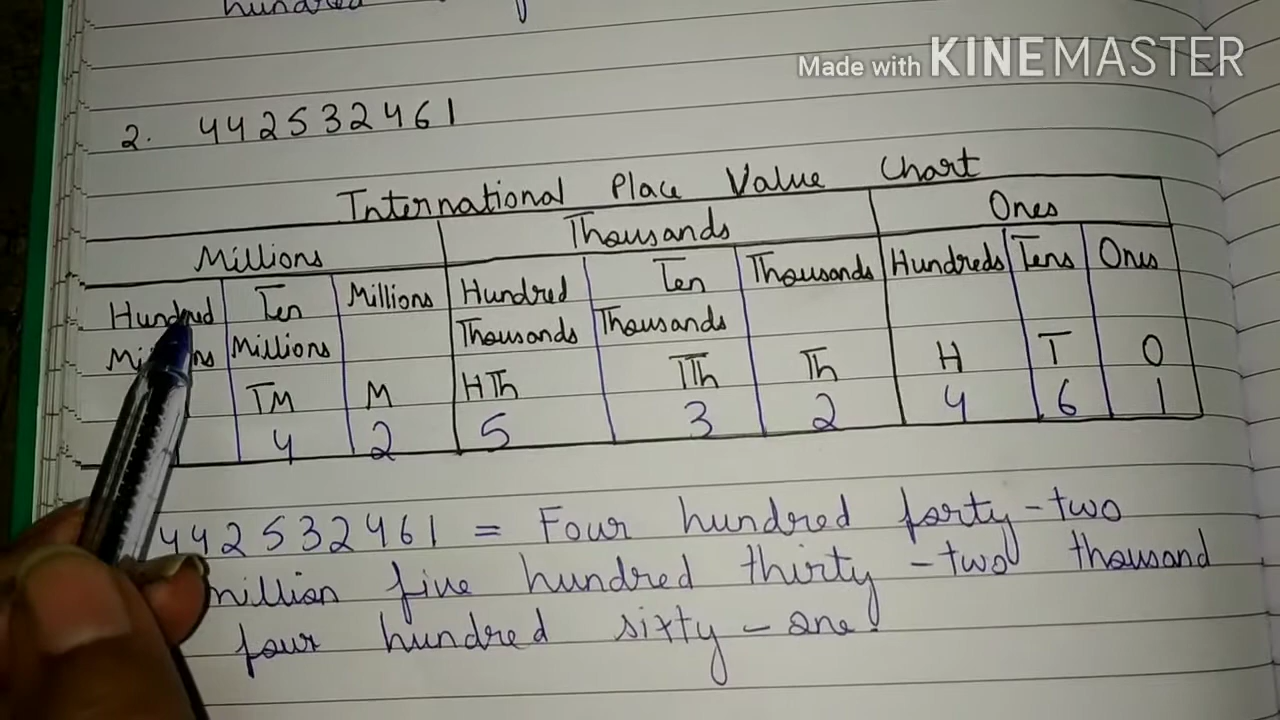 hundred
Made with KINEMASTER
2. 442532461
International Place Value Chart
Millions Thousands Ones
Hundred Ten Millions Hundred Ten Thousands Hundreds Tens Ones
Millions Thousands Thousands
TM M HTh TTh Th H T O
4 2 5 3 2 4 6 1
442532461 = Four hundred forty-two
million five hundred thirty-two thousand
four hundred sixty-one.